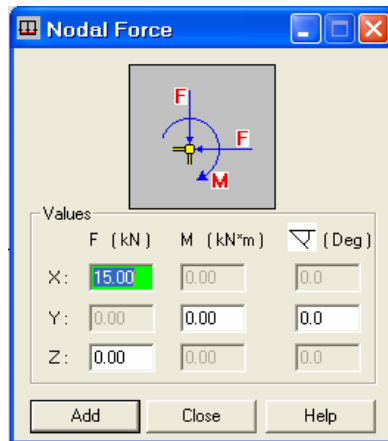 Nodal Force
F
F
M
Values
F (kN) M (kN*m) (Deg)
X: 15.00 0.00 0.0
Y: 0.00 0.00 0.0
Z: 0.00 0.00 0.0
Add Close Help